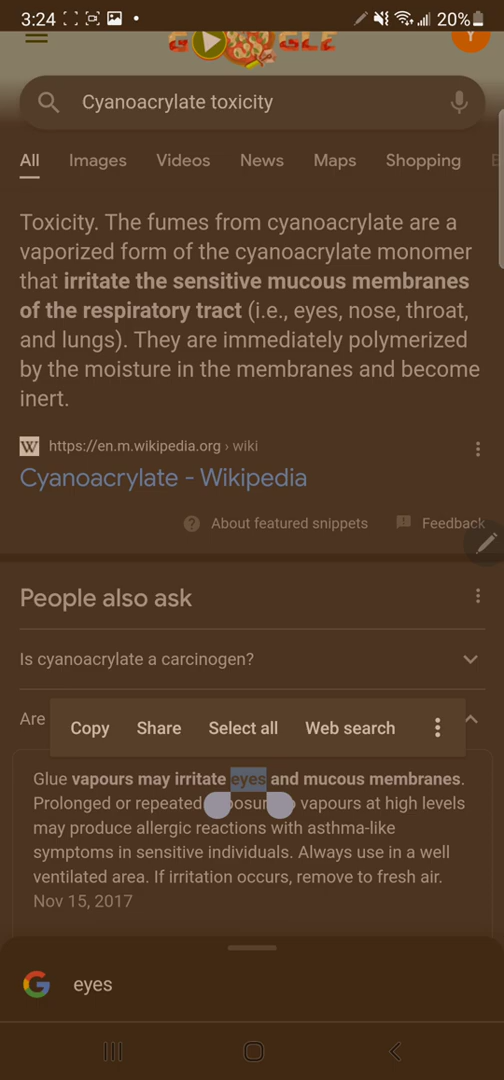 3:24 20%
GOOGLE Y
Cyanoacrylate toxicity
All Images Videos News Maps Shopping
Toxicity. The fumes from cyanoacrylate are a
vaporized form of the cyanoacrylate monomer
that irritate the sensitive mucous membranes
of the respiratory tract (i.e., eyes, nose, throat,
and lungs). They are immediately polymerized
by the moisture in the membranes and become
inert.
W https://en.m.wikipedia.org › wiki
Cyanoacrylate - Wikipedia
About featured snippets Feedback
People also ask
Is cyanoacrylate a carcinogen?
Are
Copy Share Select all Web search
Glue vapours may irritate eyes and mucous membranes.
Prolonged or repeated vapours at high levels
may produce allergic reactions with asthma-like
symptoms in sensitive individuals. Always use in a well
ventilated area. If irritation occurs, remove to fresh air.
Nov 15, 2017
G eyes